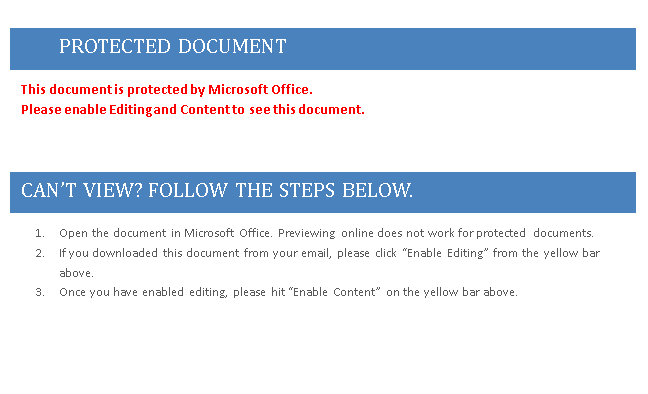 PROTECTED DOCUMENT
This document is protected by Microsoft Office.
Please enable Editing and Content to see this document.
CAN'T VIEW? FOLLOW THE STEPS BELOW.
1. Open the document in Microsoft Office. Previewing online does not work for protected documents.
2. If you downloaded this document from your email, please click “Enable Editing” from the yellow bar
above.
3. Once you have enabled editing, please hit “Enable Content” on the yellow bar above.